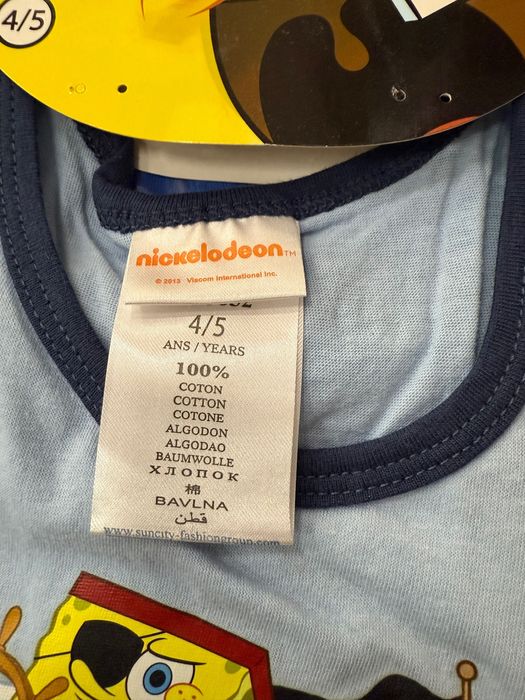 4/5
nickelodeon™
© 2013 Viacom International Inc.
4/5
ANS / YEARS
100%
COTON
COTTON
COTONE
ALGODON
ALGODAO
BAUMWOLLE
ХЛОПОК
棉
BAVLNA
قطن
www.suncity-fashiongroup.com